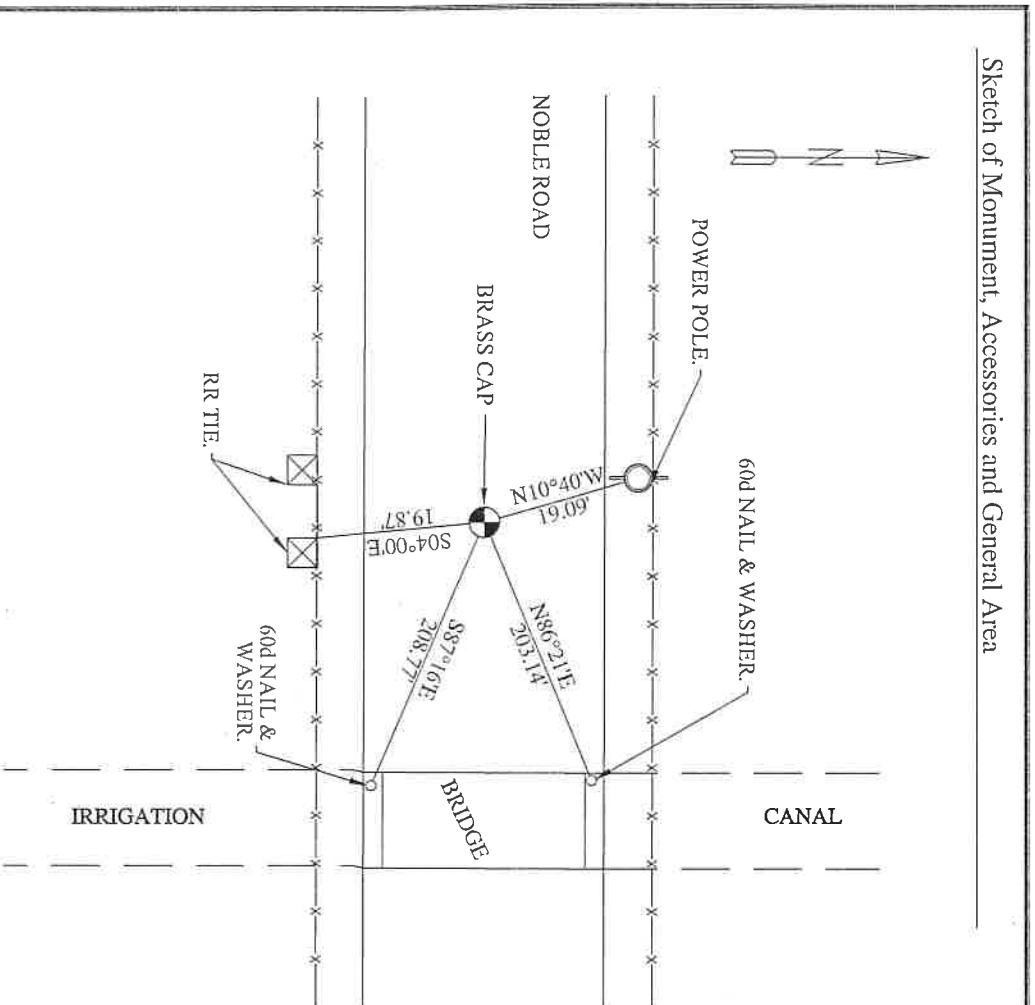 Sketch of Monument, Accessories and General Area
N
POWER POLE.
60d NAIL & WASHER.
NOBLE ROAD
BRASS CAP
N10°40'W
19.09'
N86°21'E
203.14'
S04°00'E
19.87'
S87°16'E
208.77'
RR TIE.
60d NAIL &
WASHER.
BRIDGE
IRRIGATION
CANAL